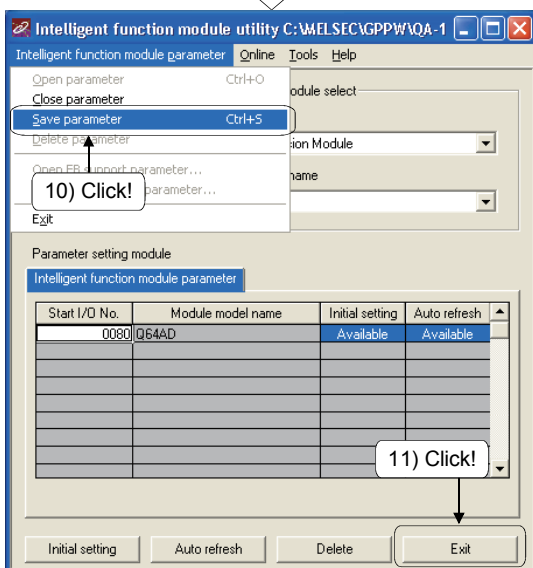 Intelligent function module utility C:\MELSEC\GPPW\QA-1
Intelligent function module parameter Online Tools Help
Open parameter Ctrl+O
Close parameter
Save parameter Ctrl+S
Delete parameter
Open FB support parameter...
parameter...
Exit
10) Click!
odule select
ion Module
name
Parameter setting module
Intelligent function module parameter
Start I/O No. Module model name Initial setting Auto refresh
0080 Q64AD Available Available
11) Click!
Initial setting Auto refresh Delete Exit